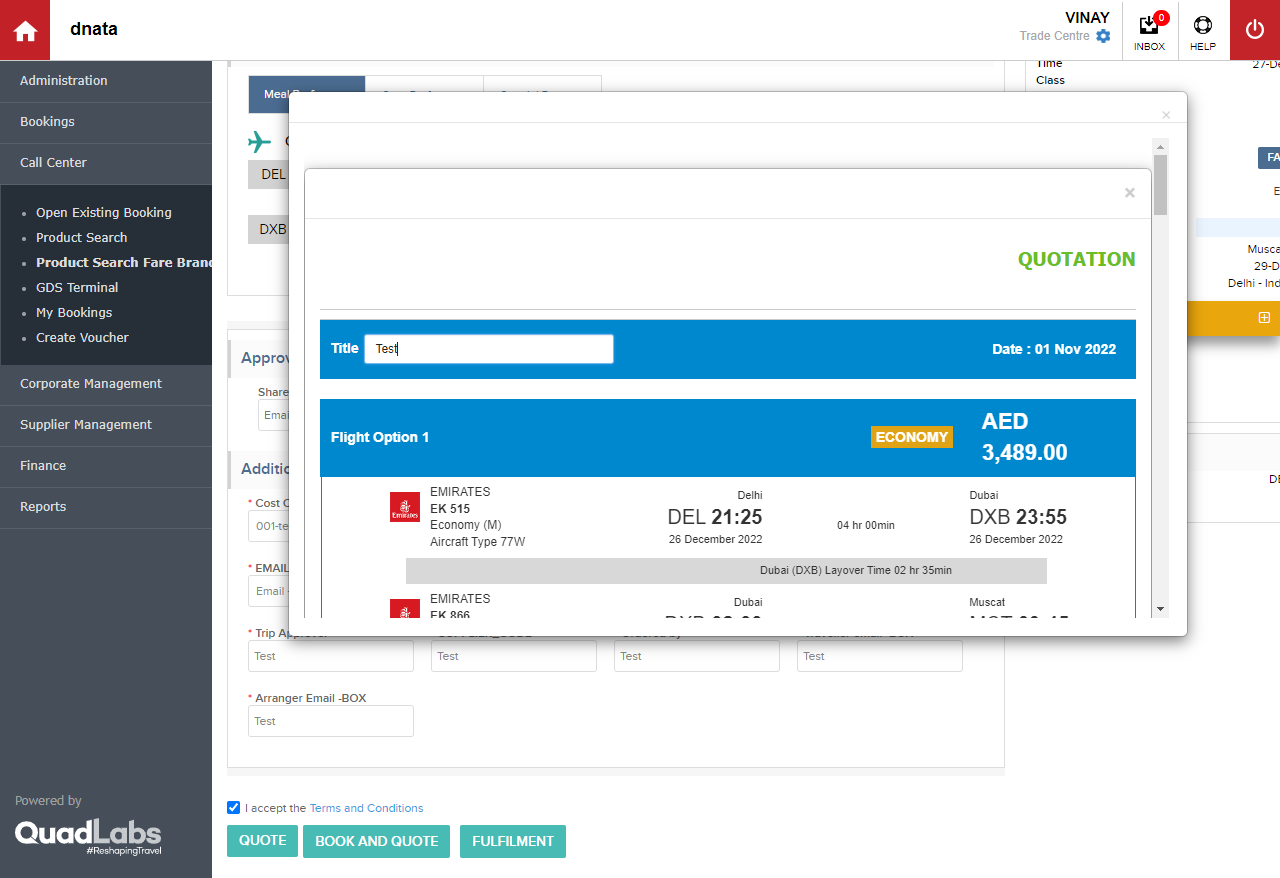 dnata
VINAY
Trade Centre
0
INBOX
HELP
Administration
Bookings
Call Center
Open Existing Booking
Product Search
Product Search Fare Brand
GDS Terminal
My Bookings
Create Voucher
Corporate Management
Supplier Management
Finance
Reports
Powered by
QuadLabs
#ReshapingTravel
Time
27-De
Class
Meal
DEL
DXB
FA
E
Musca
29-D
Delhi - Ind
DE
×
×
QUOTATION
Title Test
Date : 01 Nov 2022
Flight Option 1
ECONOMY
AED
3,489.00
EMIRATES
EK 515
Economy (M)
Aircraft Type 77W
Emirates
Delhi
DEL 21:25
26 December 2022
04 hr 00min
Dubai
DXB 23:55
26 December 2022
Dubai (DXB) Layover Time 02 hr 35min
EMIRATES
EK 866
Dubai
Muscat
Approv
Share
Emai
Additio
* Cost C
001-te
* EMAIL
Email -
* Trip Approver
Test
Test
Test
Test
* Arranger Email -BOX
Test
I accept the Terms and Conditions
QUOTE
BOOK AND QUOTE
FULFILMENT